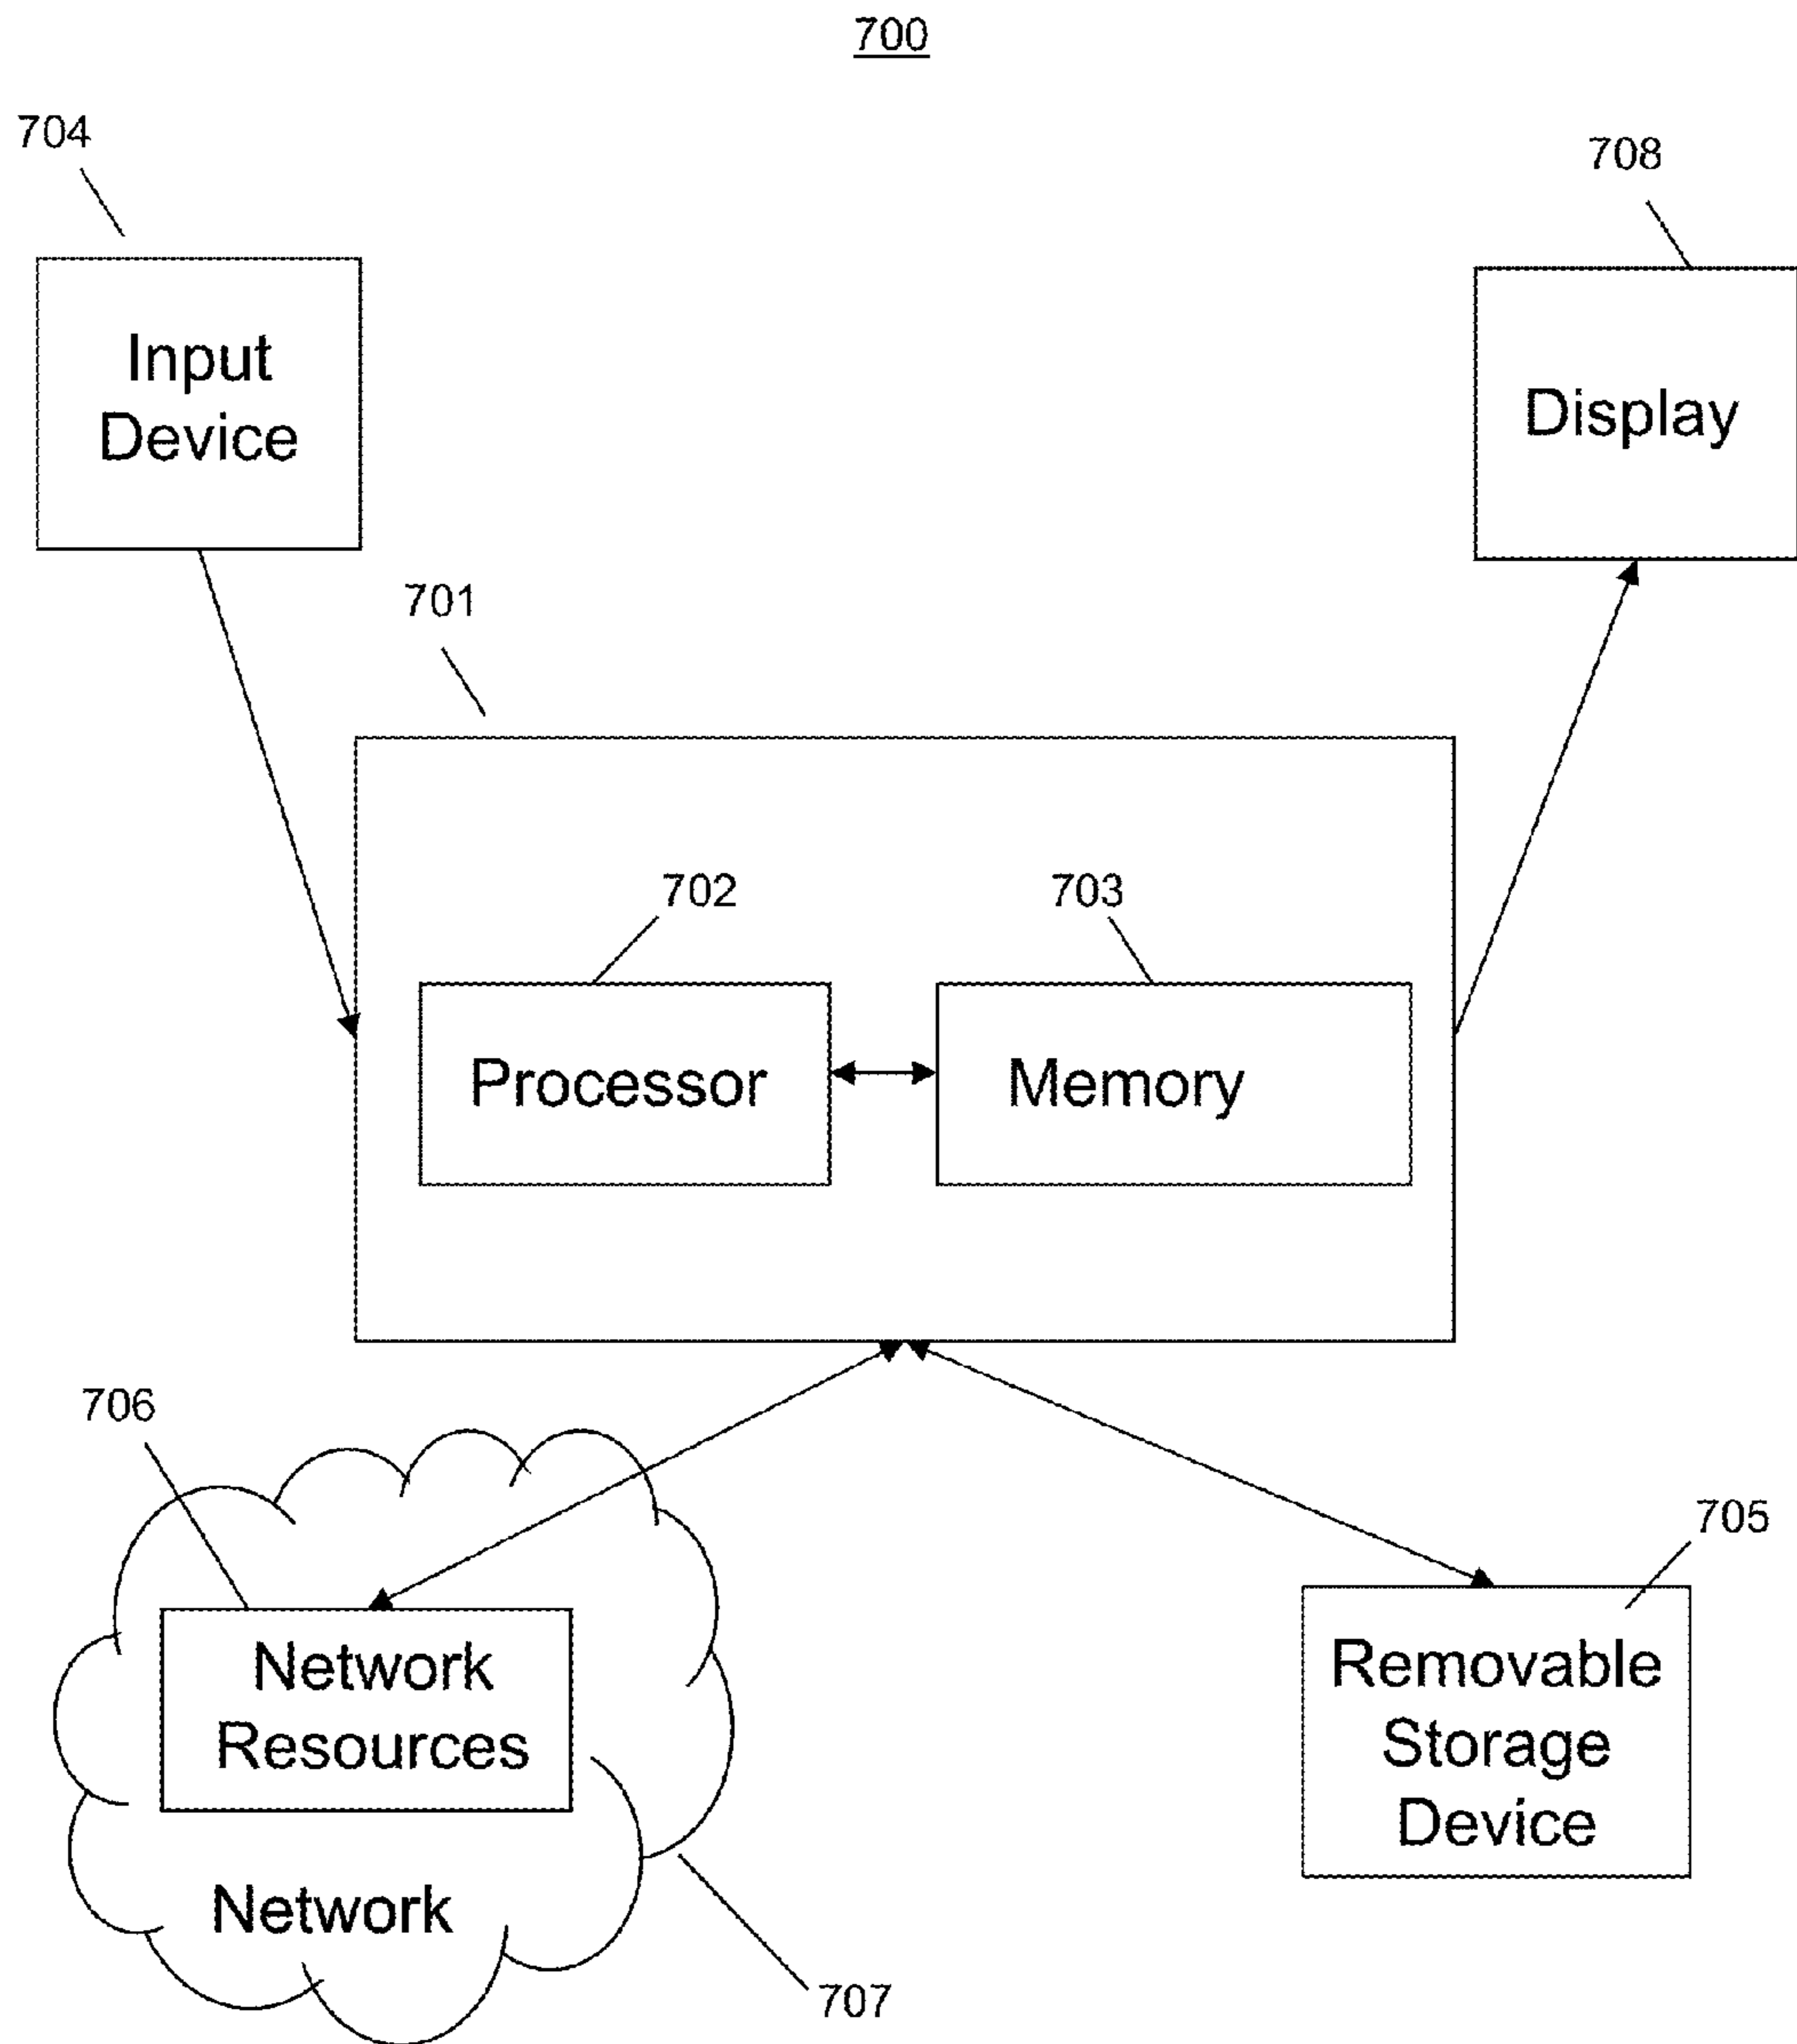 700
704
708
Input
Device
Display
701
702
703
Processor
Memory
706
705
Network
Resources
Removable
Storage
Device
Network
707